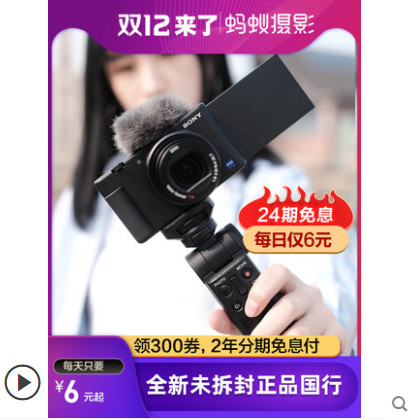 双12来了 蚂蚁摄影
SONY
24期免息
每日仅6元
PHOTO
MOVIE
领300券，2年分期免息付
每天只要
¥6元起
全新未拆封正品国行